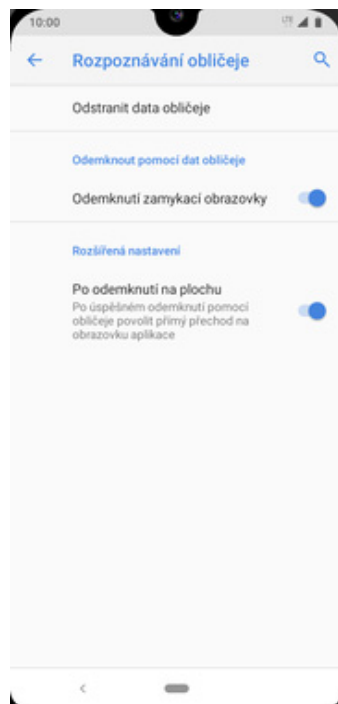 10:00
Rozpoznávání obličeje
Odstranit data obličeje
Odemknout pomocí dat obličeje
Odemknutí zamykací obrazovky
Rozšířená nastavení
Po odemknutí na plochu
Po úspěšném odemknutí pomocí
obličeje povolit přímý přechod na
obrazovku aplikace